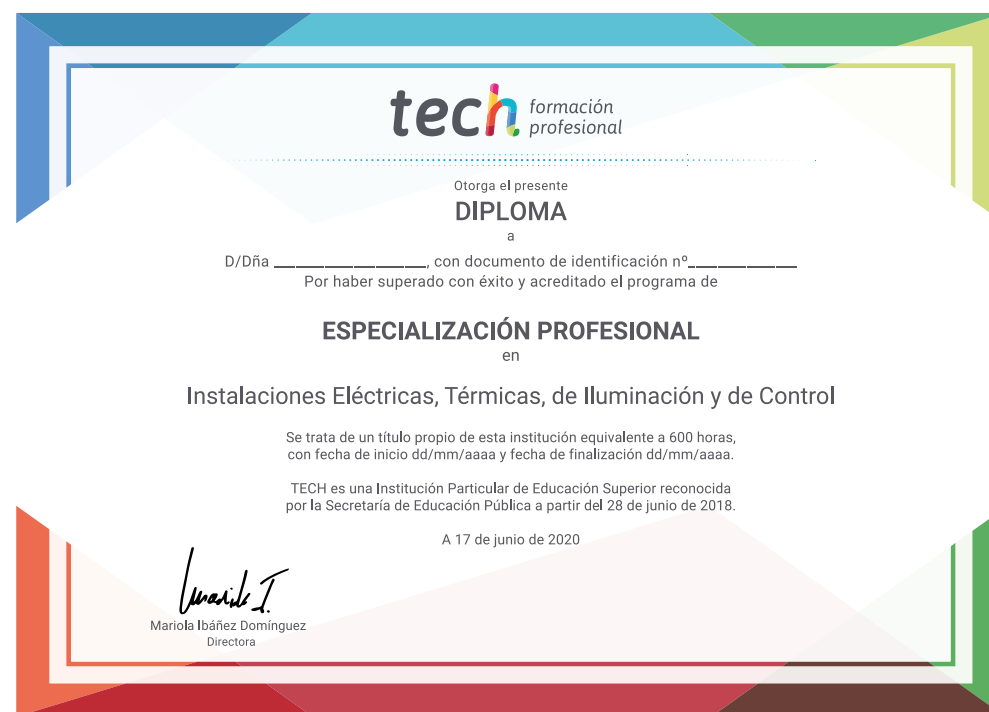 tech formación
profesional
Otorga el presente
DIPLOMA
a
D/Dña ____________________, con documento de identificación nº______________
Por haber superado con éxito y acreditado el programa de
ESPECIALIZACIÓN PROFESIONAL
en
Instalaciones Eléctricas, Térmicas, de Iluminación y de Control
Se trata de un título propio de esta institución equivalente a 600 horas,
con fecha de inicio dd/mm/aaaa y fecha de finalización dd/mm/aaaa.
TECH es una Institución Particular de Educación Superior reconocida
por la Secretaría de Educación Pública a partir del 28 de junio de 2018.
A 17 de junio de 2020
Mariola Ibáñez Domínguez
Directora